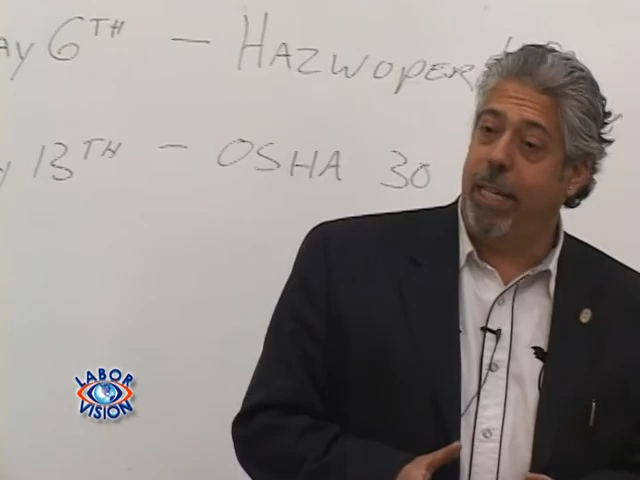 ay 6TH — HAZWOPER
y 13TH — OSHA 30
LABOR
VISION